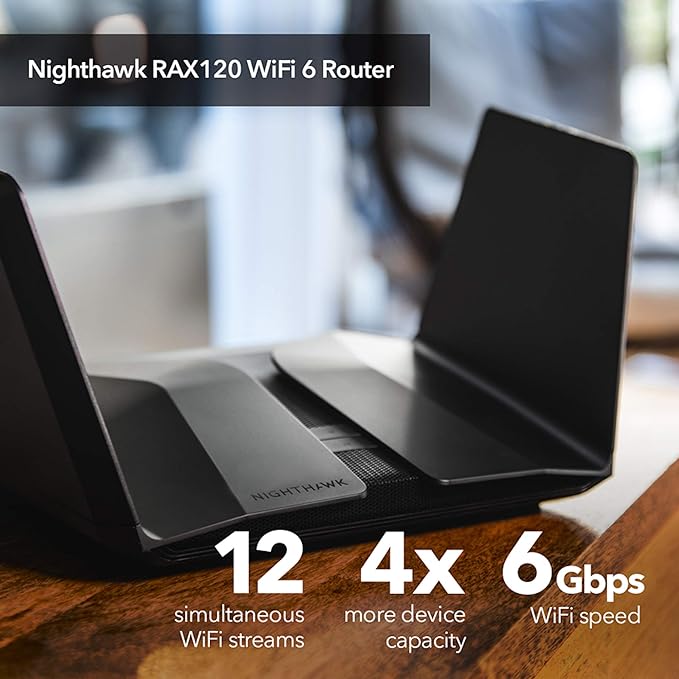 Nighthawk RAX120 WiFi 6 Router
NIGHTHAWK
12
simultaneous
WiFi streams
4x
more device
capacity
6Gbps
WiFi speed